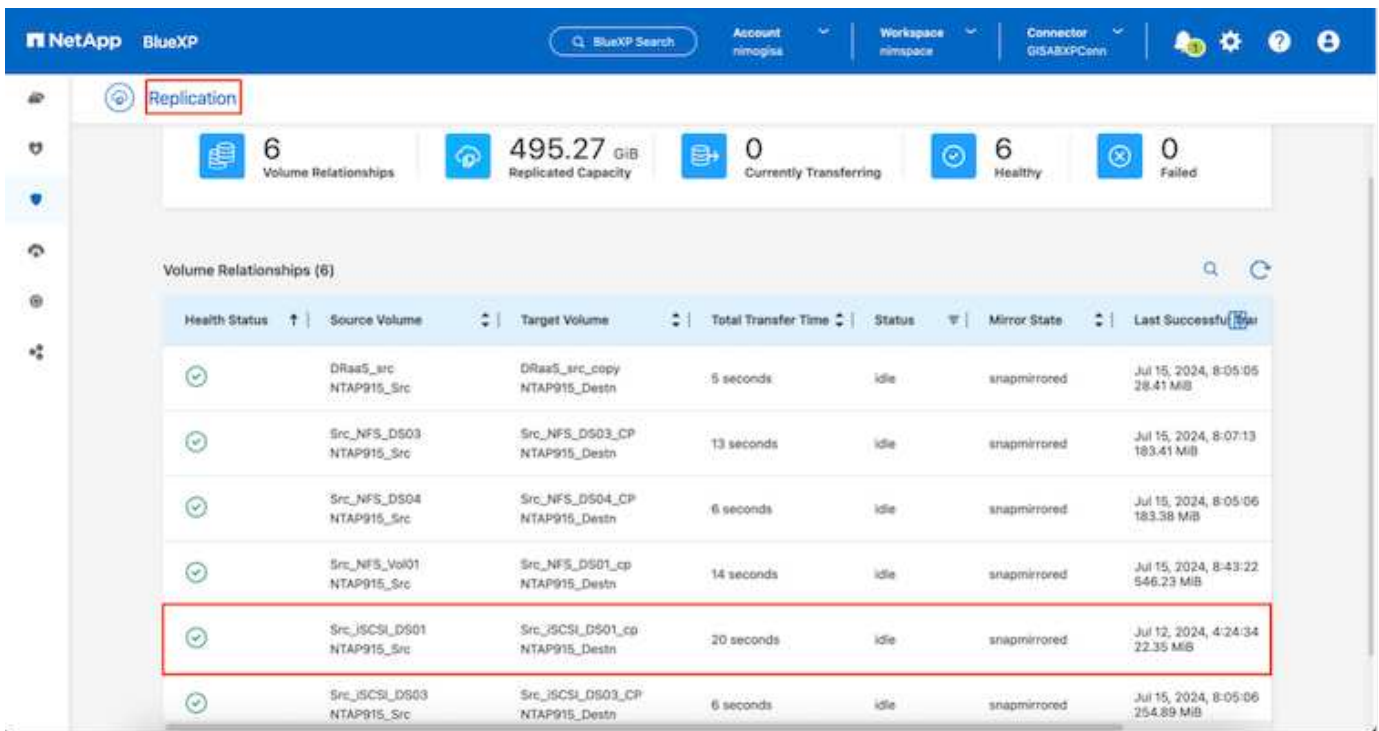 NetApp BlueXP
BlueXP Search
Account
nimogisa
Workspace
nimspace
Connector
GISABXPConn
1
Replication
6
Volume Relationships
495.27 GiB
Replicated Capacity
0
Currently Transferring
6
Healthy
0
Failed
Volume Relationships (6)
Health Status Source Volume Target Volume Total Transfer Time Status Mirror State Last Successful
DRaaS_src DRaaS_src_copy 5 seconds idle snapmirrored Jul 15, 2024, 8:05:05
NTAP915_Src NTAP915_Destn 28.41 MiB
Src_NFS_DS03 Src_NFS_DS03_CP 13 seconds idle snapmirrored Jul 15, 2024, 8:07:13
NTAP915_Src NTAP915_Destn 183.41 MiB
Src_NFS_DS04 Src_NFS_DS04_CP 6 seconds idle snapmirrored Jul 15, 2024, 8:05:06
NTAP915_Src NTAP915_Destn 183.38 MiB
Src_NFS_Vol01 Src_NFS_DS01_cp 14 seconds idle snapmirrored Jul 15, 2024, 8:43:22
NTAP915_Src NTAP915_Destn 546.23 MiB
Src_iSCSI_DS01 Src_iSCSI_DS01_cp 20 seconds idle snapmirrored Jul 12, 2024, 4:24:34
NTAP915_Src NTAP915_Destn 22.35 MiB
Src_iSCSI_DS03 Src_iSCSI_DS03_CP 6 seconds idle snapmirrored Jul 15, 2024, 8:05:06
NTAP915_Src NTAP915_Destn 254.89 MiB